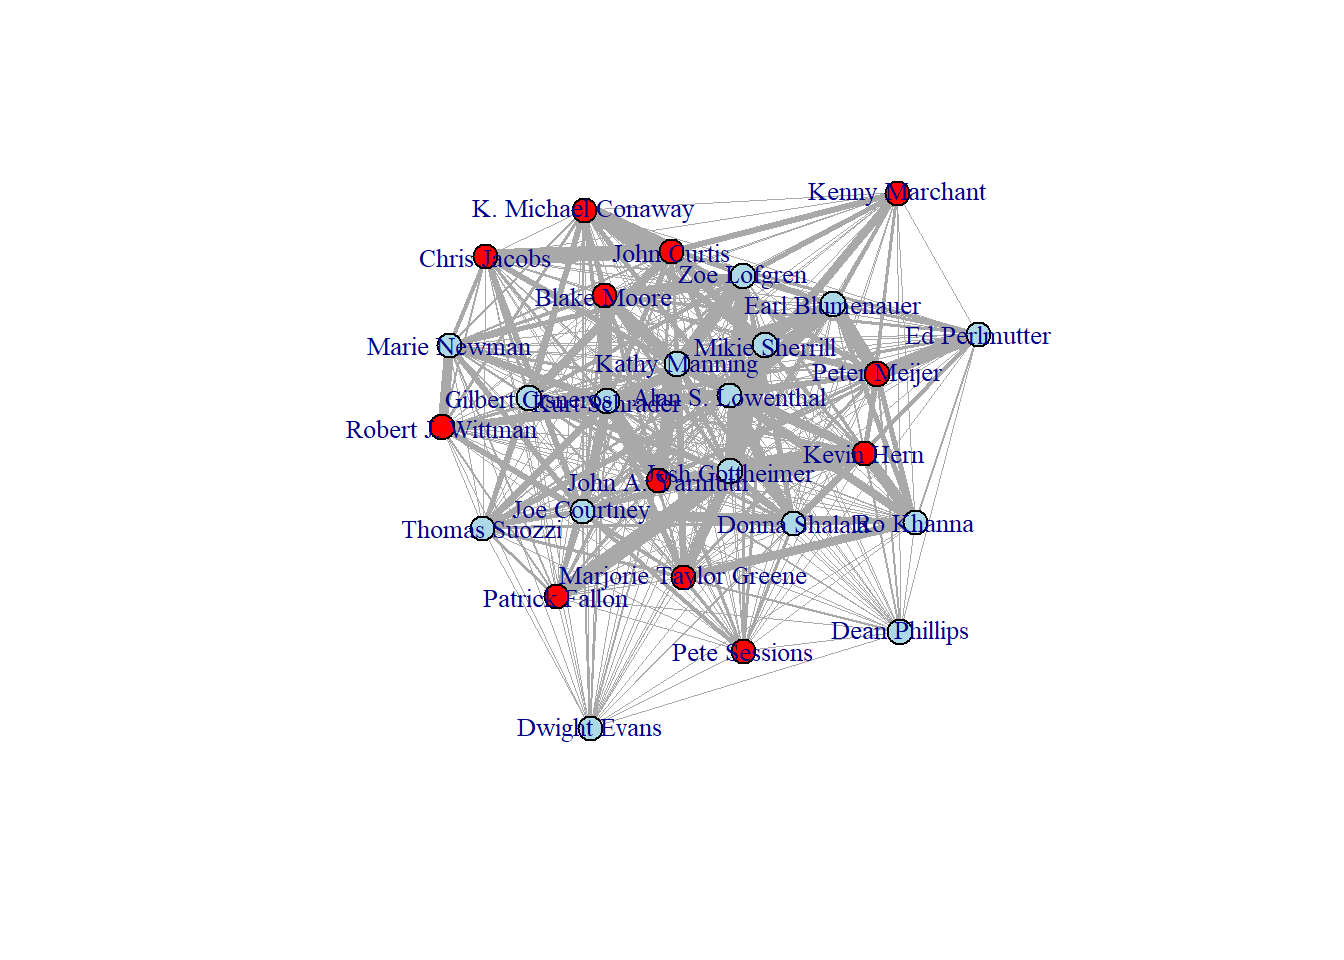 Kenny Marchant
K. Michael Conaway
John Curtis
Chris Jacobs
Zoe Lofgren
Blake Moore
Earl Blumenauer
Ed Perlmutter
Marie Newman
Mikie Sherrill
Kathy Manning
Peter Meijer
Gilbert Cisneros
Kurt Schrader
Alan S. Lowenthal
Robert J. Wittman
Kevin Hern
Josh Gottheimer
John A. Yarmuth
Joe Courtney
Thomas Suozzi
Donna Shalala
Ro Khanna
Marjorie Taylor Greene
Patrick Fallon
Dean Phillips
Pete Sessions
Dwight Evans